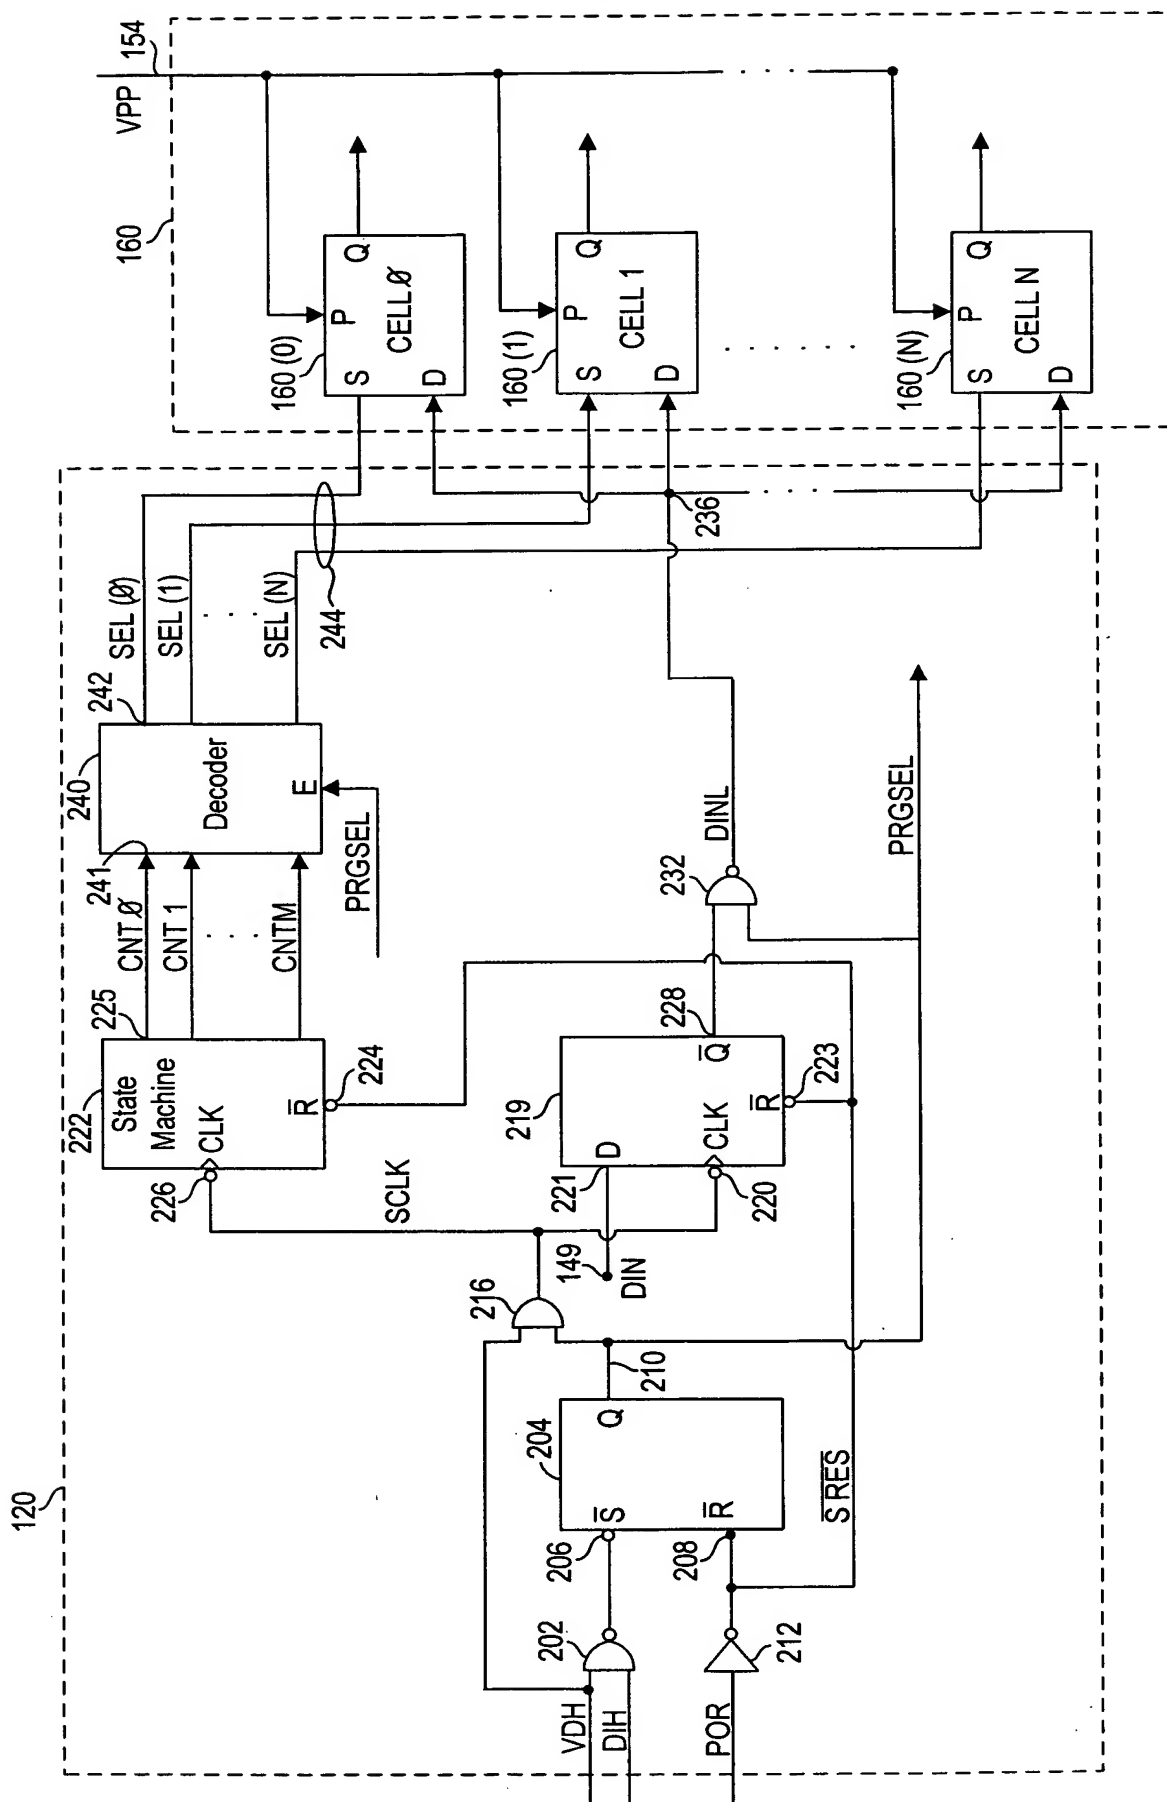 120
VDH
DIH
202
206
S̅
204
Q
210
POR
212
208
R̅
S̅ ̅R̅E̅S̅
216
149
DIN
SCLK
222
State
Machine
CLK
226
R̅
224
225
219
D
221
CLK
220
R̅
223
Q̅
228
CNT 0̸
CNT 1
. . . .
CNTM
241
240
Decoder
E
PRGSEL
242
SEL (0̸)
SEL (1)
. . . .
SEL (N)
244
232
DINL
236
PRGSEL
160
VPP
154
160 (0)
P
Q
S
CELL 0̸
D
160 (1)
P
Q
S
CELL 1
D
160 (N)
P
Q
S
CELL N
D